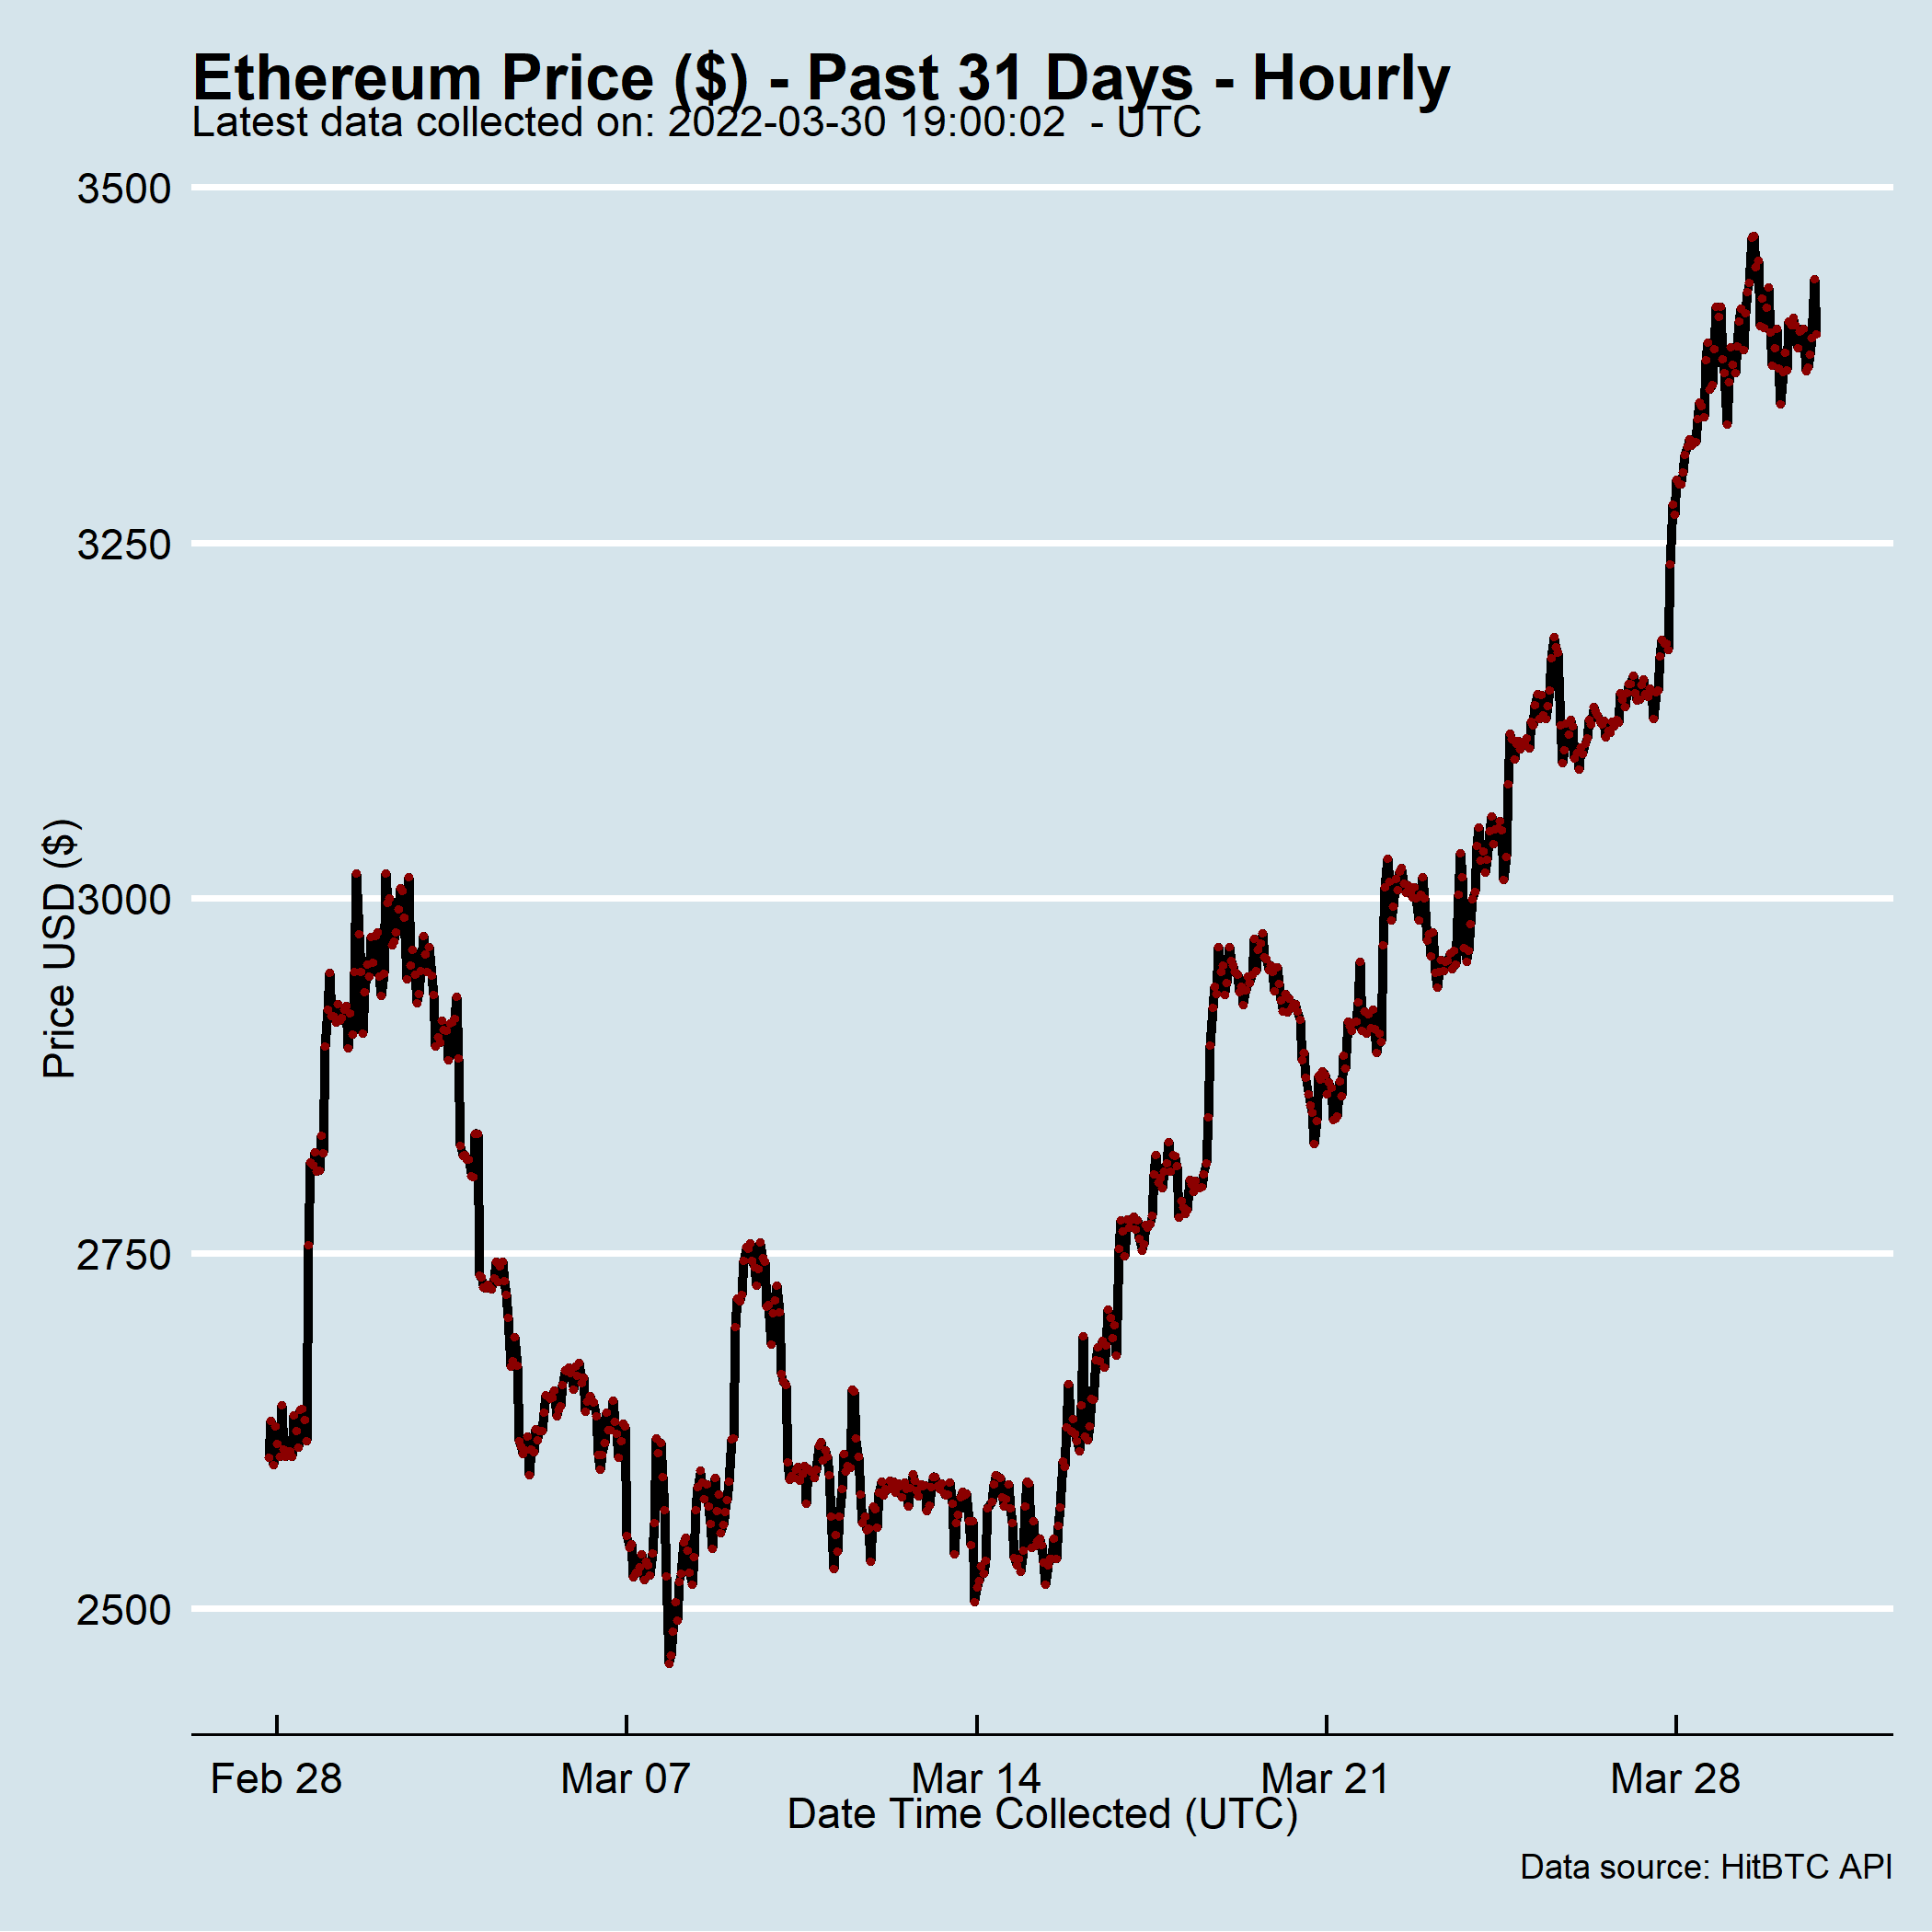 Ethereum Price ($) - Past 31 Days - Hourly
Latest data collected on: 2022-03-30 19:00:02  - UTC
3500
3250
3000
2750
2500
Price USD ($)
Feb 28
Mar 07
Mar 14
Mar 21
Mar 28
Date Time Collected (UTC)
Data source: HitBTC API